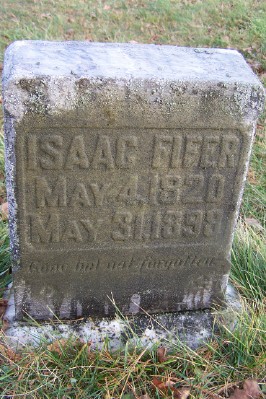 ISAAC FIFER
MAY 4, 1820
MAY 31, 1898
Gone but not forgotten